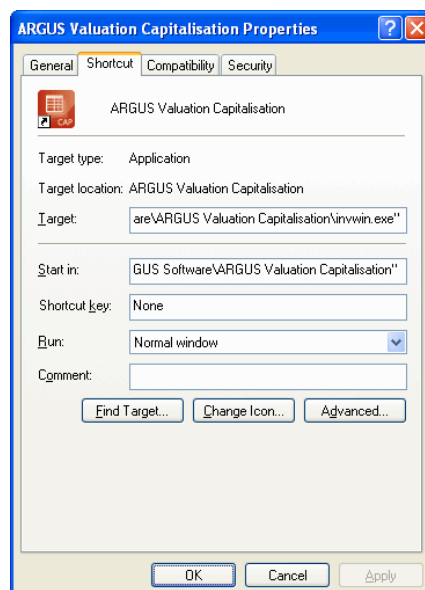 ARGUS Valuation Capitalisation Properties
General Shortcut Compatibility Security
CAP
ARGUS Valuation Capitalisation
Target type: Application
Target location: ARGUS Valuation Capitalisation
Target: are\ARGUS Valuation Capitalisation\invwin.exe"
Start in: GUS Software\ARGUS Valuation Capitalisation"
Shortcut key: None
Run: Normal window
Comment:
Find Target... Change Icon... Advanced...
OK Cancel Apply